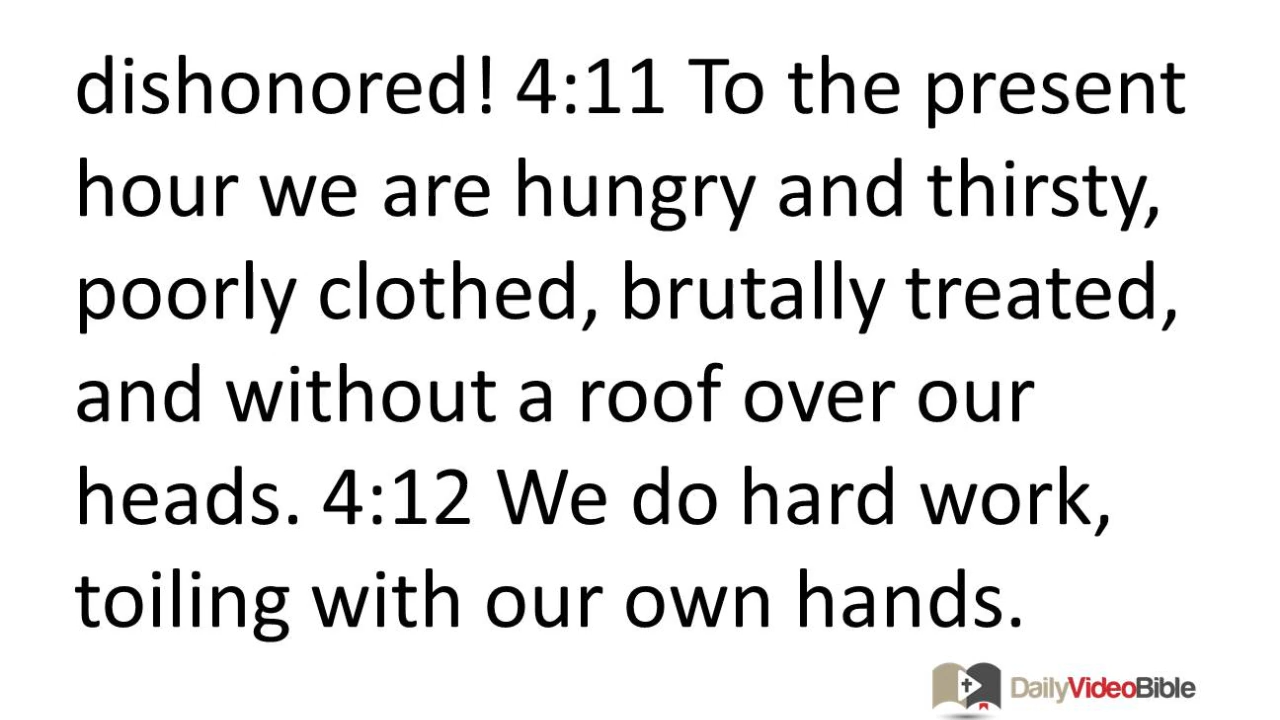 dishonored! 4:11 To the present
hour we are hungry and thirsty,
poorly clothed, brutally treated,
and without a roof over our
heads. 4:12 We do hard work,
toiling with our own hands.
DailyVideoBible